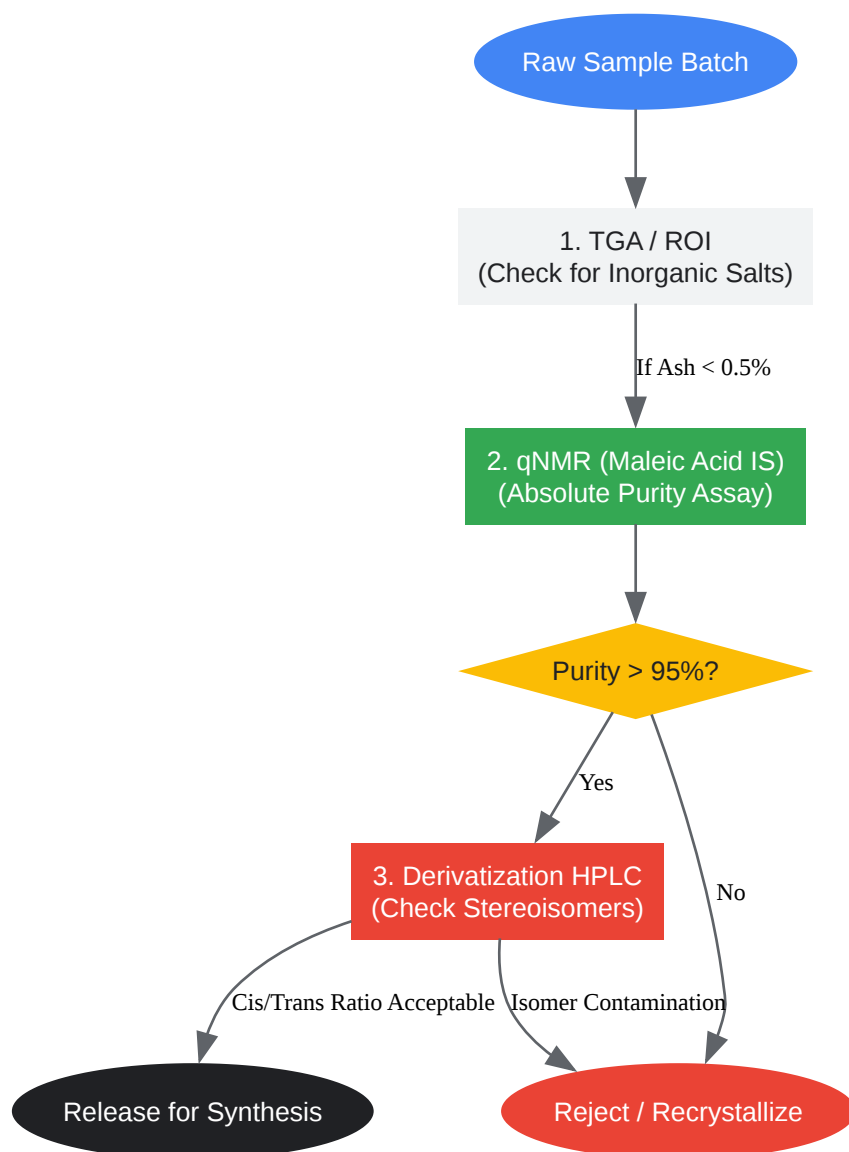 Raw Sample Batch
1. TGA / ROI
(Check for Inorganic Salts)
If Ash < 0.5%
2. qNMR (Maleic Acid IS)
(Absolute Purity Assay)
Purity > 95%?
Yes
3. Derivatization HPLC
(Check Stereoisomers)
No
Cis/Trans Ratio Acceptable
Isomer Contamination
Release for Synthesis
Reject / Recrystallize